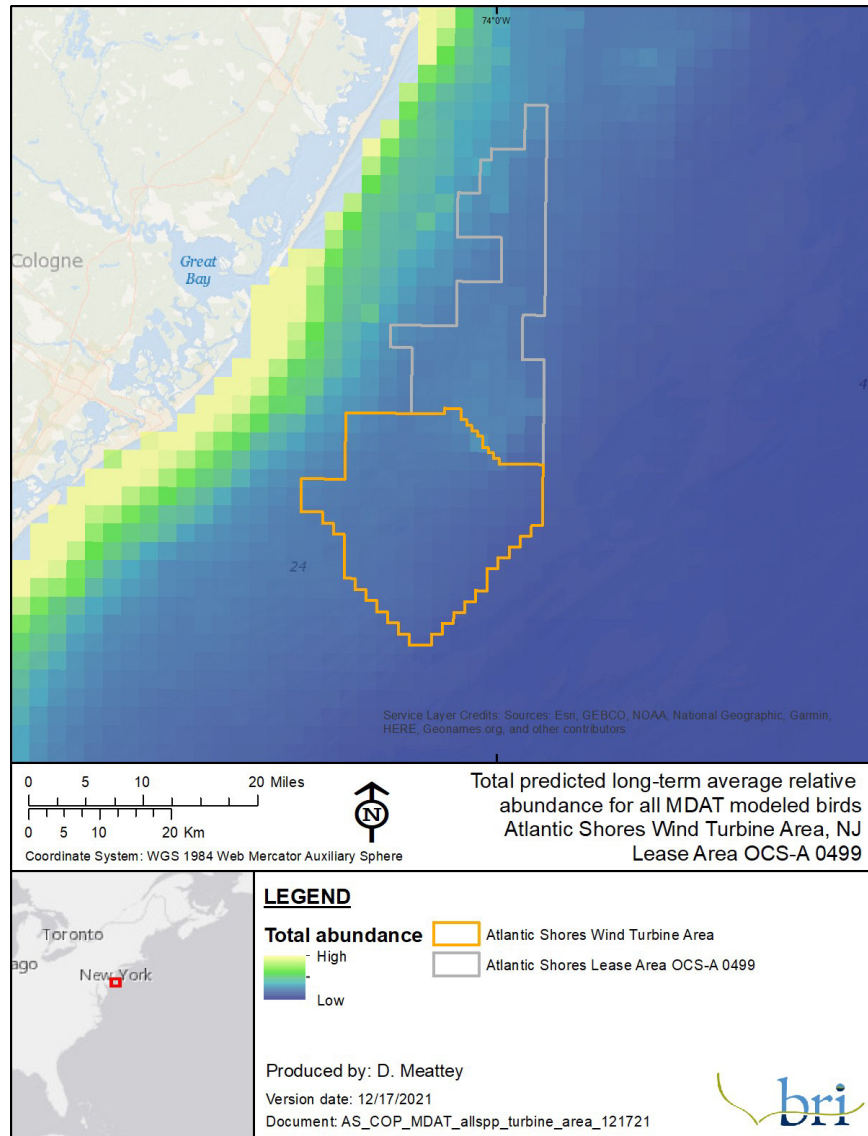 74°0'W
Cologne
Great
Bay
4
24
Service Layer Credits: Sources: Esri, GEBCO, NOAA, National Geographic, Garmin,
HERE, Geonames.org, and other contributors
0 5 10 20 Miles
0 5 10 20 Km
N
Coordinate System: WGS 1984 Web Mercator Auxiliary Sphere
Total predicted long-term average relative
abundance for all MDAT modeled birds
Atlantic Shores Wind Turbine Area, NJ
Lease Area OCS-A 0499
Toronto
ago
New York
LEGEND
Total abundance
High
Low
Atlantic Shores Wind Turbine Area
Atlantic Shores Lease Area OCS-A 0499
Produced by: D. Meattey
Version date: 12/17/2021
Document: AS_COP_MDAT_allspp_turbine_area_121721
bri